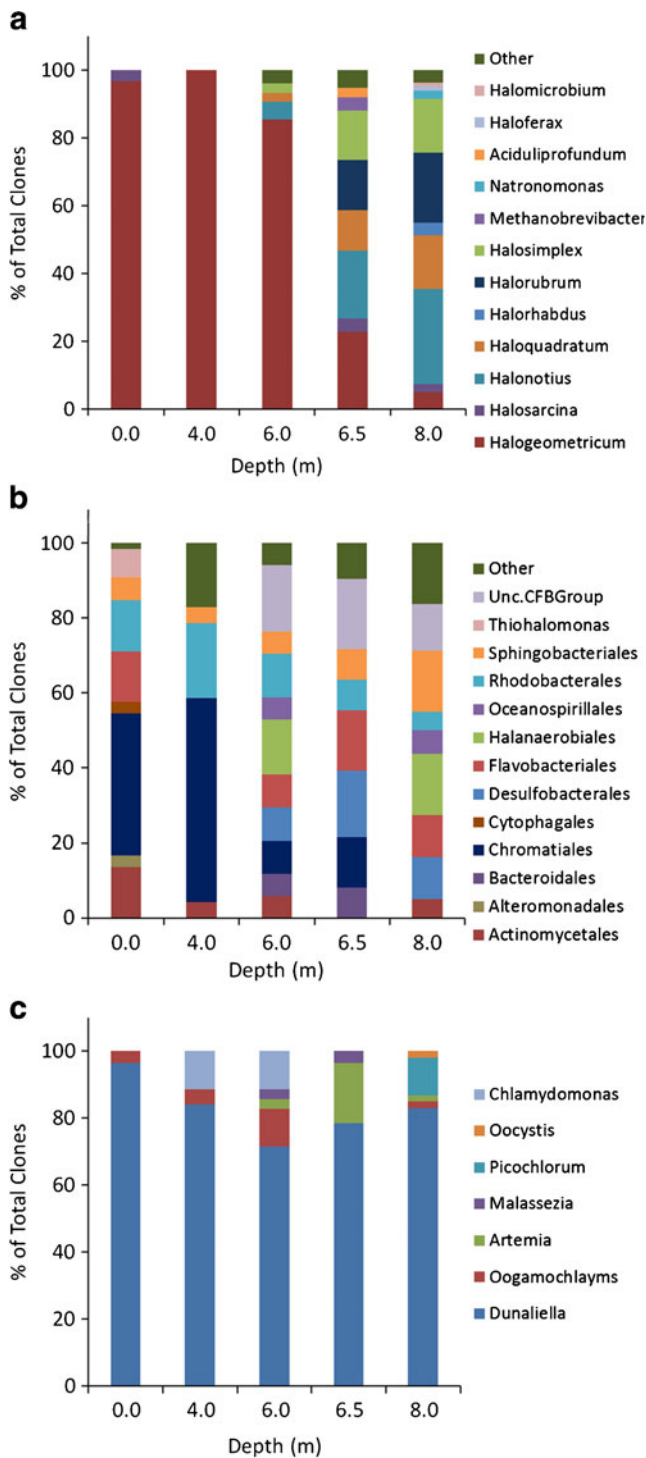 a
% of Total Clones
100
80
60
40
20
0
0.0 4.0 6.0 6.5 8.0
Depth (m)
Other
Halomicrobium
Haloferax
Aciduliprofundum
Natronomonas
Methanobrevibacter
Halosimplex
Halorubrum
Halorhabdus
Haloquadratum
Halonotius
Halosarcina
Halogeometricum
b
% of Total Clones
100
80
60
40
20
0
0.0 4.0 6.0 6.5 8.0
Depth (m)
Other
Unc.CFBGroup
Thiohalomonas
Sphingobacteriales
Rhodobacterales
Oceanospirillales
Halanaerobiales
Flavobacteriales
Desulfobacterales
Cytophagales
Chromatiales
Bacteroidales
Alteromonadales
Actinomycetales
c
% of Total Clones
100
80
60
40
20
0
0.0 4.0 6.0 6.5 8.0
Depth (m)
Chlamydomonas
Oocystis
Picochlorum
Malassezia
Artemia
Oogamochlayms
Dunaliella